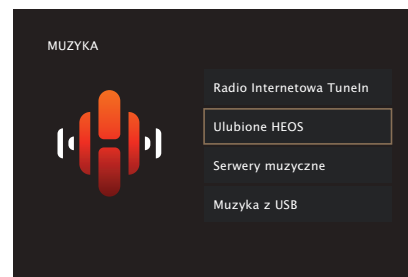 MUZYKA
Radio Internetowa TuneIn
Ulubione HEOS
Serwery muzyczne
Muzyka z USB